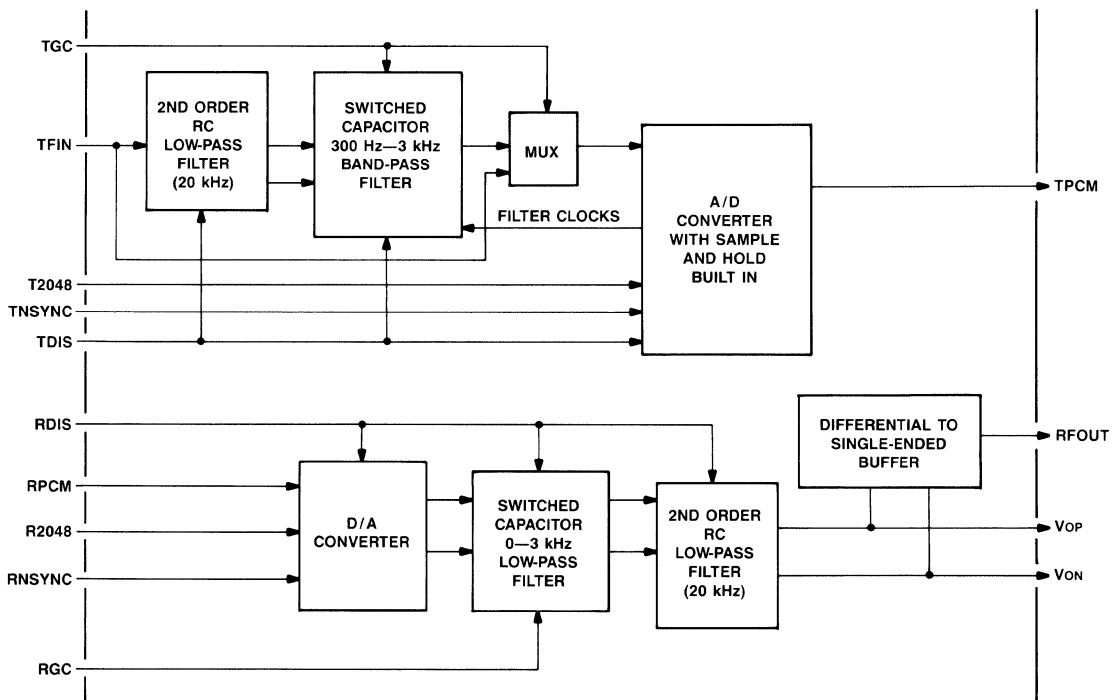 TGC
TFIN
2ND ORDER
RC
LOW-PASS
FILTER
(20 kHz)
SWITCHED
CAPACITOR
300 Hz—3 kHz
BAND-PASS
FILTER
MUX
FILTER CLOCKS
A/D
CONVERTER
WITH SAMPLE
AND HOLD
BUILT IN
TPCM
T2048
TNSYNC
TDIS
RDIS
RPCM
R2048
RNSYNC
RGC
D/A
CONVERTER
SWITCHED
CAPACITOR
0—3 kHz
LOW-PASS
FILTER
2ND ORDER
RC
LOW-PASS
FILTER
(20 kHz)
DIFFERENTIAL TO
SINGLE-ENDED
BUFFER
RFOUT
VOP
VON